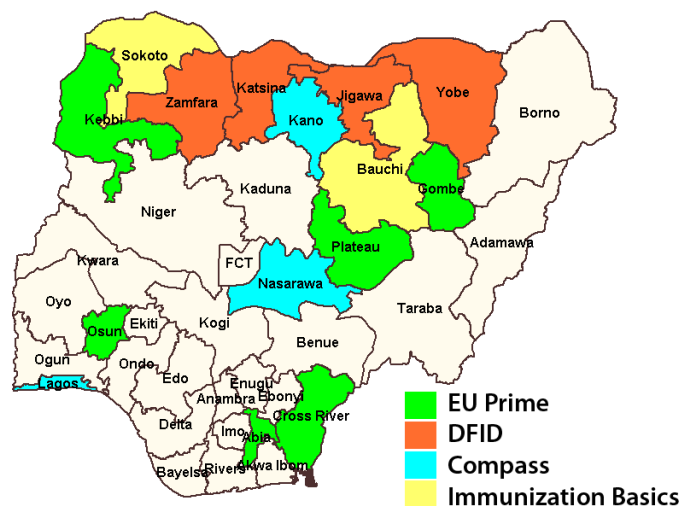 Sokoto
Katsina
Zamfara
Jigawa
Yobe
Borno
Kebbi
Kano
Bauchi
Gombe
Kaduna
Niger
Plateau
Adamawa
Kwara
FCT
Nasarawa
Taraba
Oyo
Osun
Ekiti
Kogi
Benue
Ogun
Ondo
Edo
Lagos
Enugu
Anambra
Ebonyi
Cross River
Delta
Imo
Abia
Bayelsa
Rivers
Akwa Ibom
EU Prime
DFID
Compass
Immunization Basics